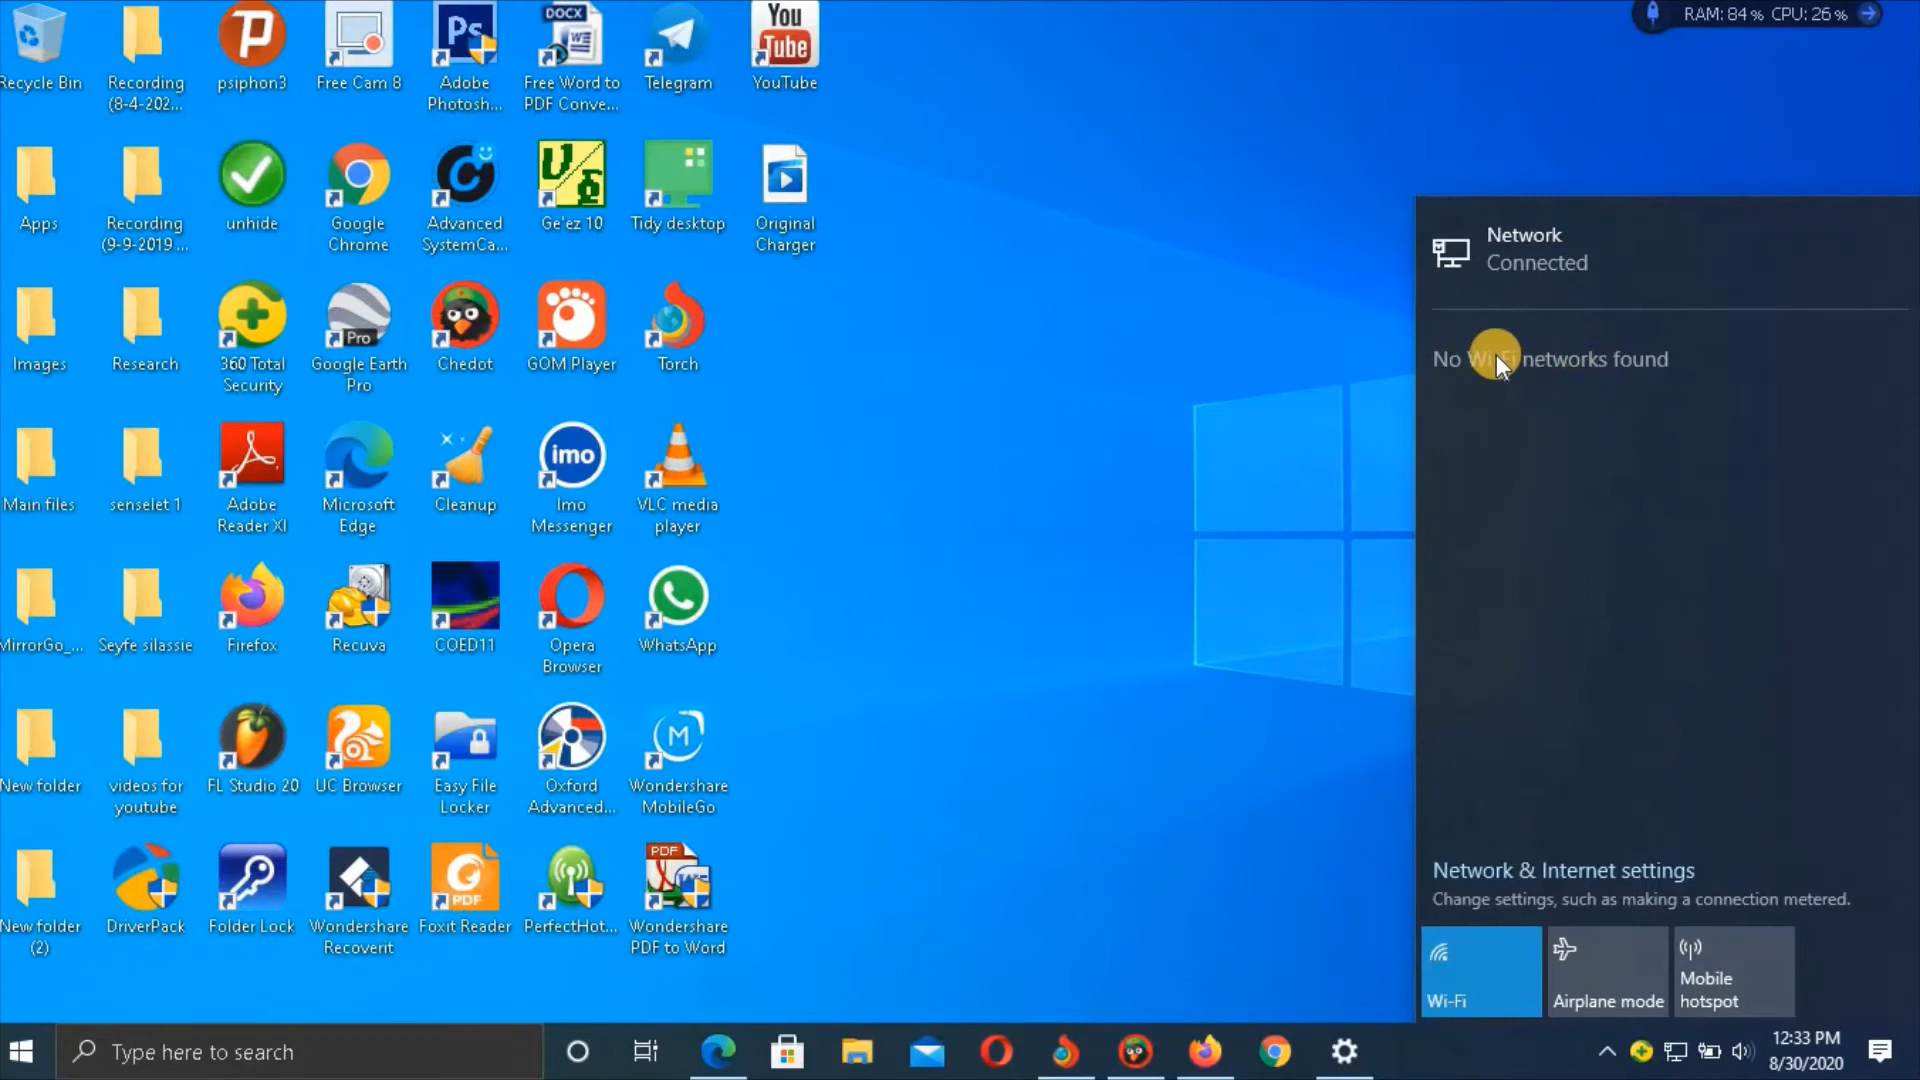 RAM: 84 % CPU: 26 %
Recycle Bin
Recording
(8-4-202...
psiphon3
Free Cam 8
Ps
Adobe
Photosh...
DOCX
Free Word to
PDF Conve...
Telegram
You
Tube
YouTube
Apps
Recording
(9-9-2019 ...
unhide
Google
Chrome
Advanced
SystemCa...
Ge'ez 10
Tidy desktop
Original
Charger
Images
Research
360 Total
Security
Pro
Google Earth
Pro
Chedot
GOM Player
Torch
Main files
senselet 1
Adobe
Reader XI
Microsoft
Edge
Cleanup
imo
Imo
Messenger
VLC media
player
MirrorGo_...
Seyfe silassie
Firefox
Recuva
COED11
Opera
Browser
WhatsApp
New folder
videos for
youtube
FL Studio 20
UC Browser
Easy File
Locker
Oxford
Advanced...
M
Wondershare
MobileGo
New folder
(2)
DriverPack
Folder Lock
Wondershare
Recoverit
PDF
Foxit Reader
PerfectHot...
PDF
Wondershare
PDF to Word
Network
Connected
No Wi-Fi networks found
Network & Internet settings
Change settings, such as making a connection metered.
Wi-Fi
Airplane mode
Mobile
hotspot
Type here to search
12:33 PM
8/30/2020